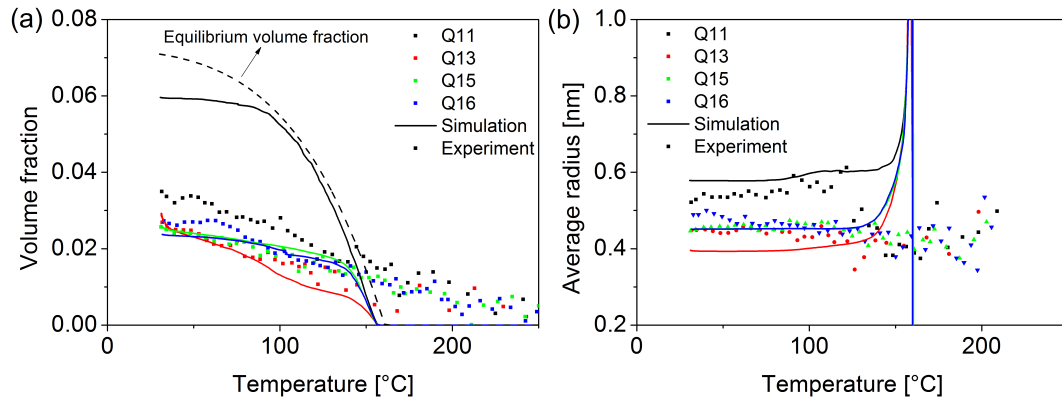 (a)
0.08
0.06
0.04
0.02
0.00
Volume fraction
Equilibrium volume fraction
Q11
Q13
Q15
Q16
Simulation
Experiment
0
100
200
Temperature [°C]
(b)
1.0
0.8
0.6
0.4
0.2
Average radius [nm]
Q11
Q13
Q15
Q16
Simulation
Experiment
0
100
200
Temperature [°C]